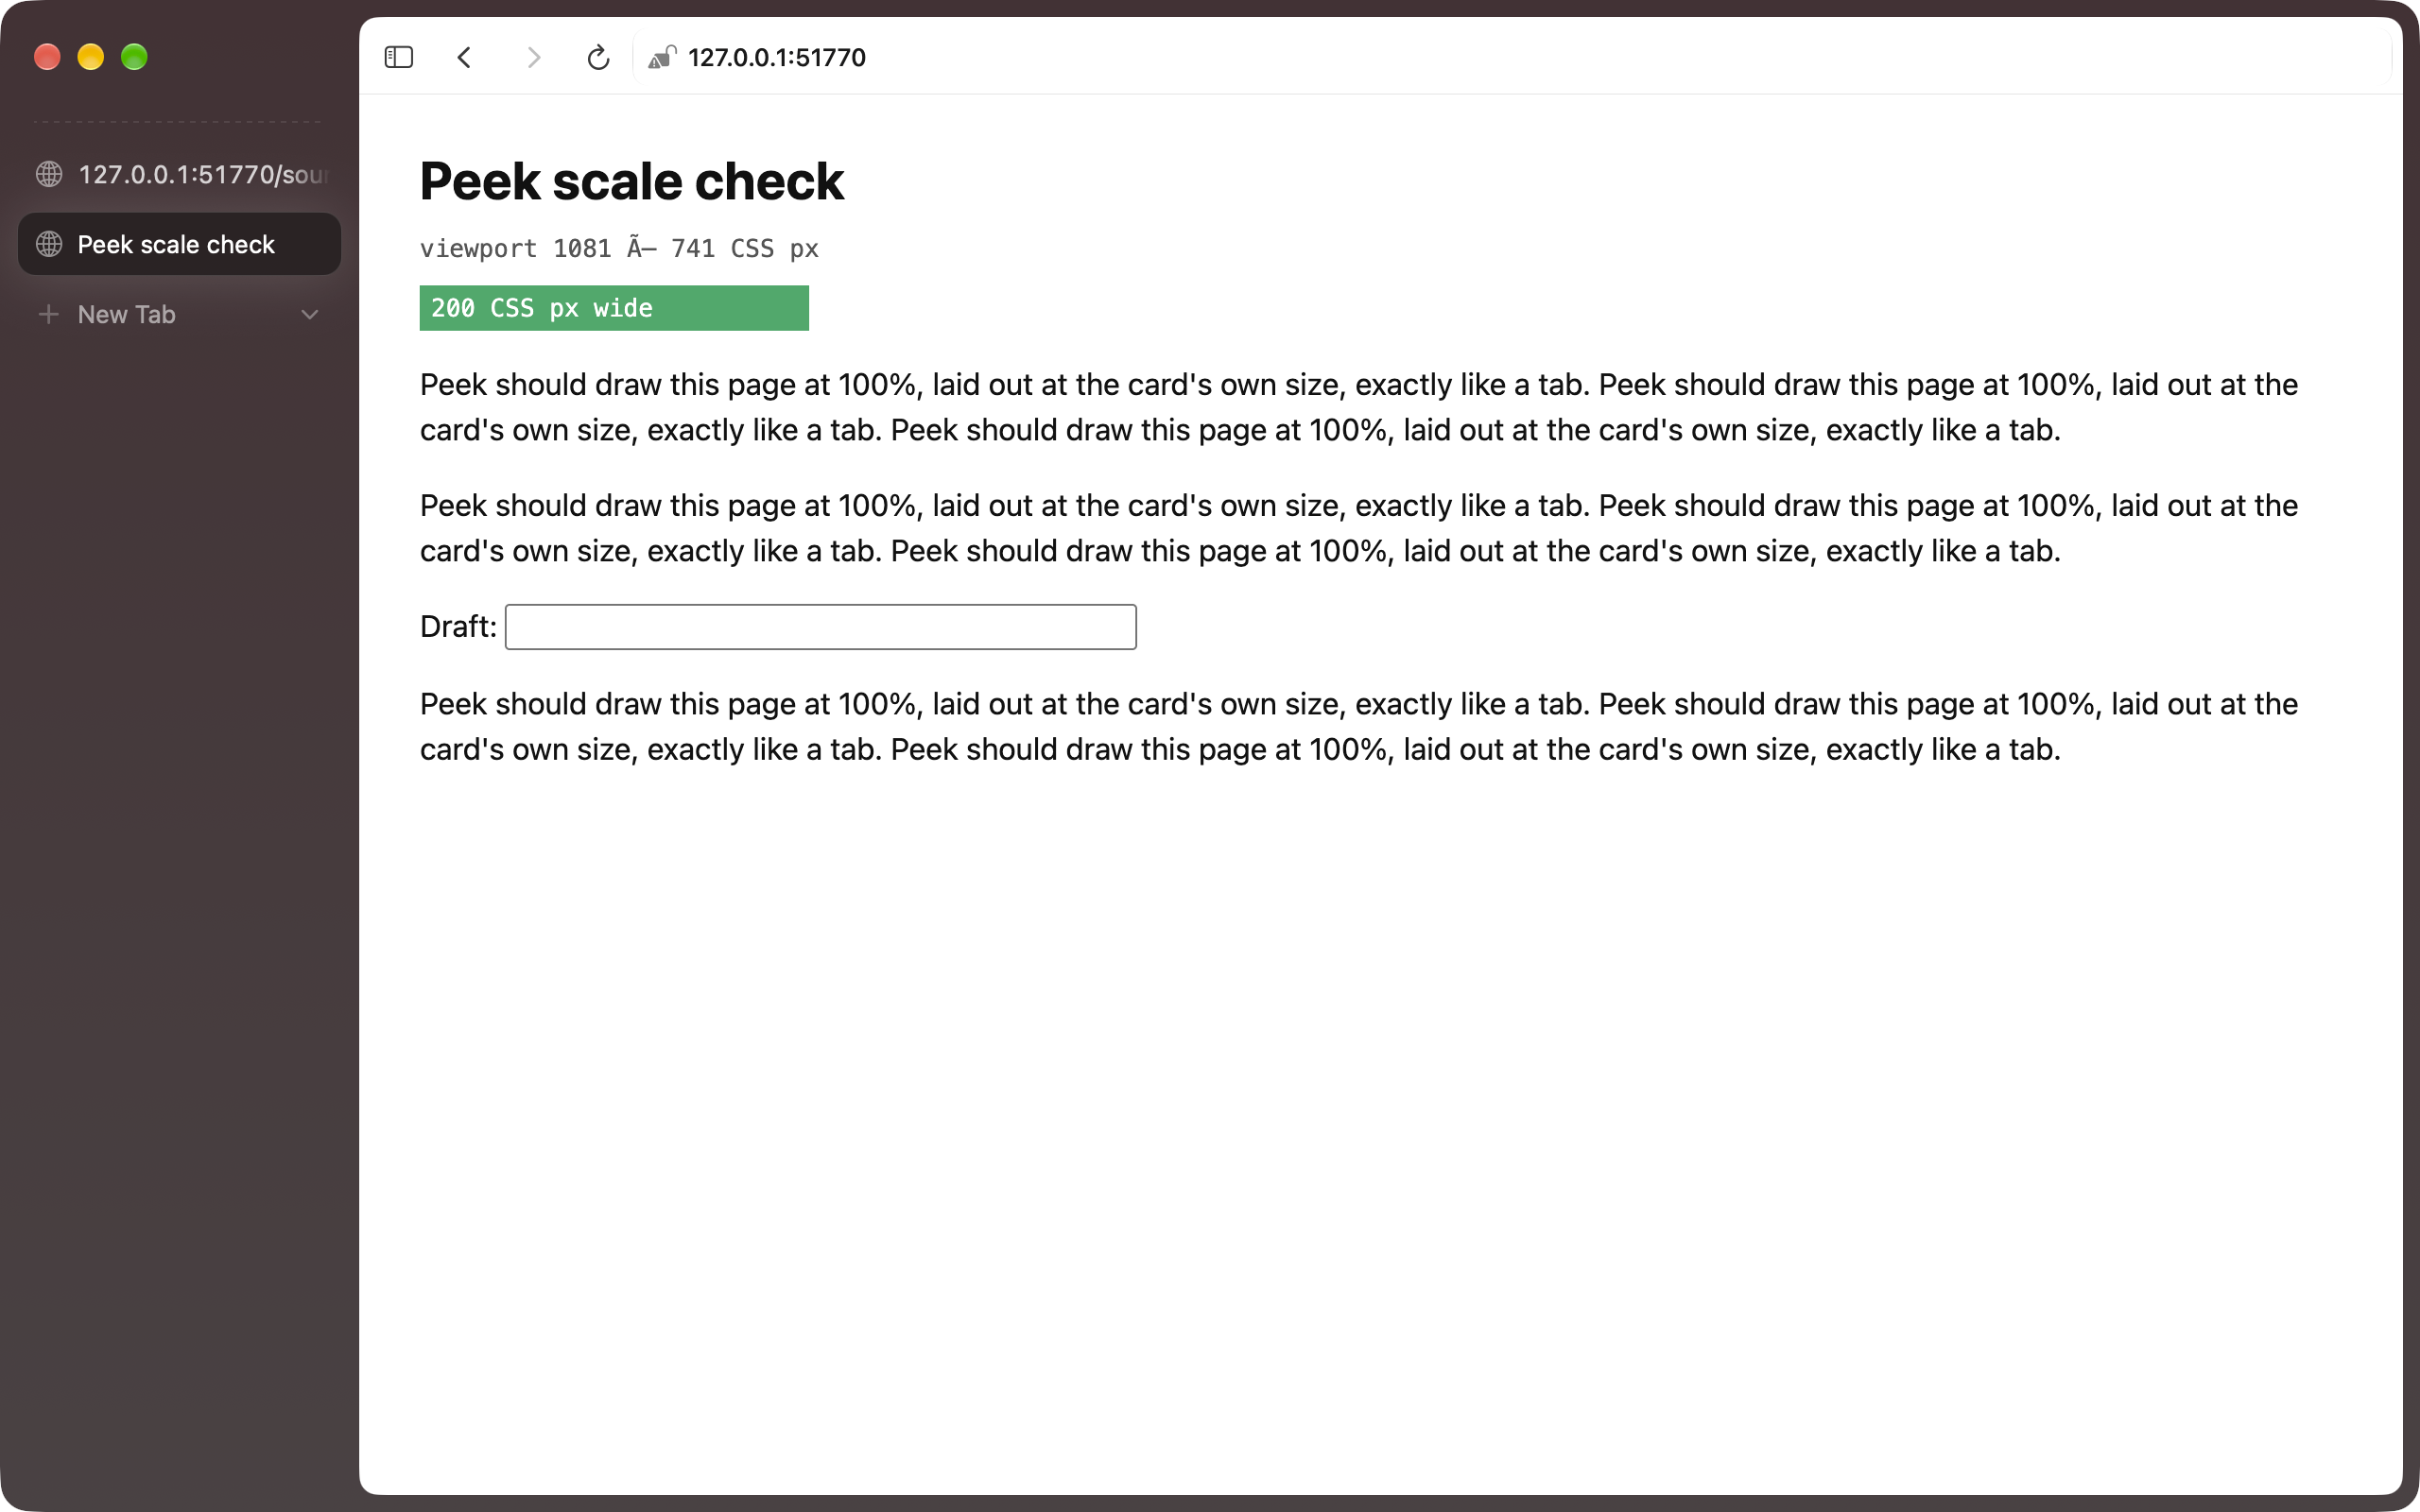 127.0.0.1:51770
127.0.0.1:51770/sour
Peek scale check
New Tab
Peek scale check
viewport 1081 Ã— 741 CSS px
200 CSS px wide
Peek should draw this page at 100%, laid out at the card's own size, exactly like a tab. Peek should draw this page at 100%, laid out at the
card's own size, exactly like a tab. Peek should draw this page at 100%, laid out at the card's own size, exactly like a tab.
Peek should draw this page at 100%, laid out at the card's own size, exactly like a tab. Peek should draw this page at 100%, laid out at the
card's own size, exactly like a tab. Peek should draw this page at 100%, laid out at the card's own size, exactly like a tab.
Draft:
Peek should draw this page at 100%, laid out at the card's own size, exactly like a tab. Peek should draw this page at 100%, laid out at the
card's own size, exactly like a tab. Peek should draw this page at 100%, laid out at the card's own size, exactly like a tab.